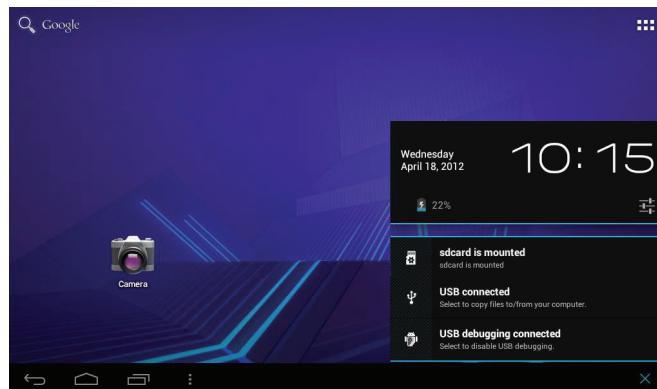 Google
Wednesday
April 18, 2012
10:15
22%
sdcard is mounted
sdcard is mounted
USB connected
Select to copy files to/from your computer.
USB debugging connected
Select to disable USB debugging.
Camera